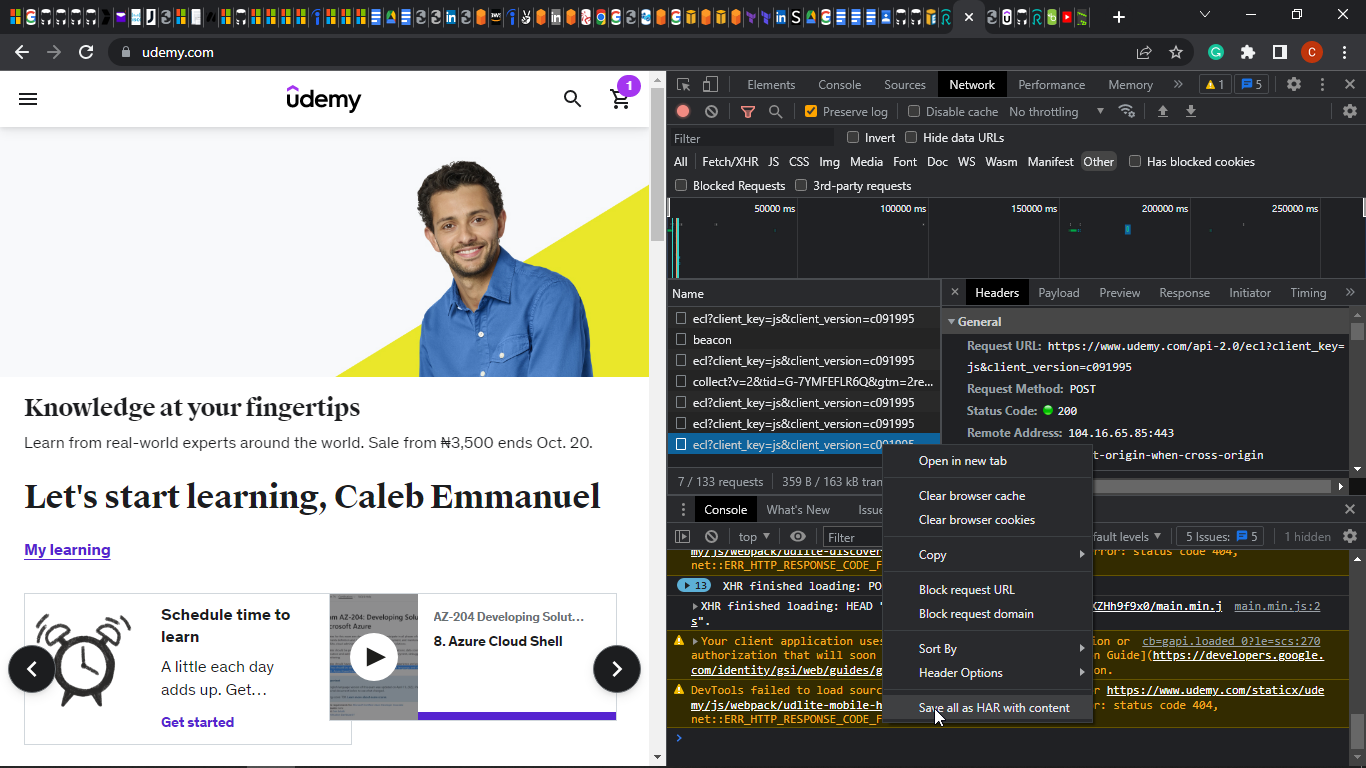 udemy.com
C
udemy
1
Knowledge at your fingertips
Learn from real-world experts around the world. Sale from ₦3,500 ends Oct. 20.
Let's start learning, Caleb Emmanuel
My learning
Schedule time to
learn
A little each day
adds up. Get…
Get started
AZ-204 Developing Solut…
8. Azure Cloud Shell
Elements Console Sources Network Performance Memory 1 5
Preserve log Disable cache No throttling
Filter Invert Hide data URLs
All Fetch/XHR JS CSS Img Media Font Doc WS Wasm Manifest Other Has blocked cookies
Blocked Requests 3rd-party requests
50000 ms 100000 ms 150000 ms 200000 ms 250000 ms
Name
ecl?client_key=js&client_version=c091995
beacon
ecl?client_key=js&client_version=c091995
collect?v=2&tid=G-7YMFEFLR6Q&gtm=2re...
ecl?client_key=js&client_version=c091995
ecl?client_key=js&client_version=c091995
ecl?client_key=js&client_version=c091995
7 / 133 requests 359 B / 163 kB tran
Headers Payload Preview Response Initiator Timing
General
Request URL: https://www.udemy.com/api-2.0/ecl?client_key=
js&client_version=c091995
Request Method: POST
Status Code: 200
Remote Address: 104.16.65.85:443
t-origin-when-cross-origin
Open in new tab
Clear browser cache
Clear browser cookies
Copy
Block request URL
Block request domain
Sort By
Header Options
Save all as HAR with content
Console What's New Issue
top Filter fault levels 5 Issues: 5 1 hidden
my/js/webpack/udlite-discover rror: status code 404,
net::ERR_HTTP_RESPONSE_CODE_F
13 XHR finished loading: PO
XHR finished loading: HEAD " XZHh9f9x0/main.min.j main.min.js:2
s".
Your client application uses ion or cb=gapi.loaded_0?le=scs:270
authorization that will soon n Guide](https://developers.google.
com/identity/gsi/web/guides/g on.
DevTools failed to load sourc r https://www.udemy.com/staticx/ude
my/js/webpack/udlite-mobile-h r: status code 404,
net::ERR_HTTP_RESPONSE_CODE_F